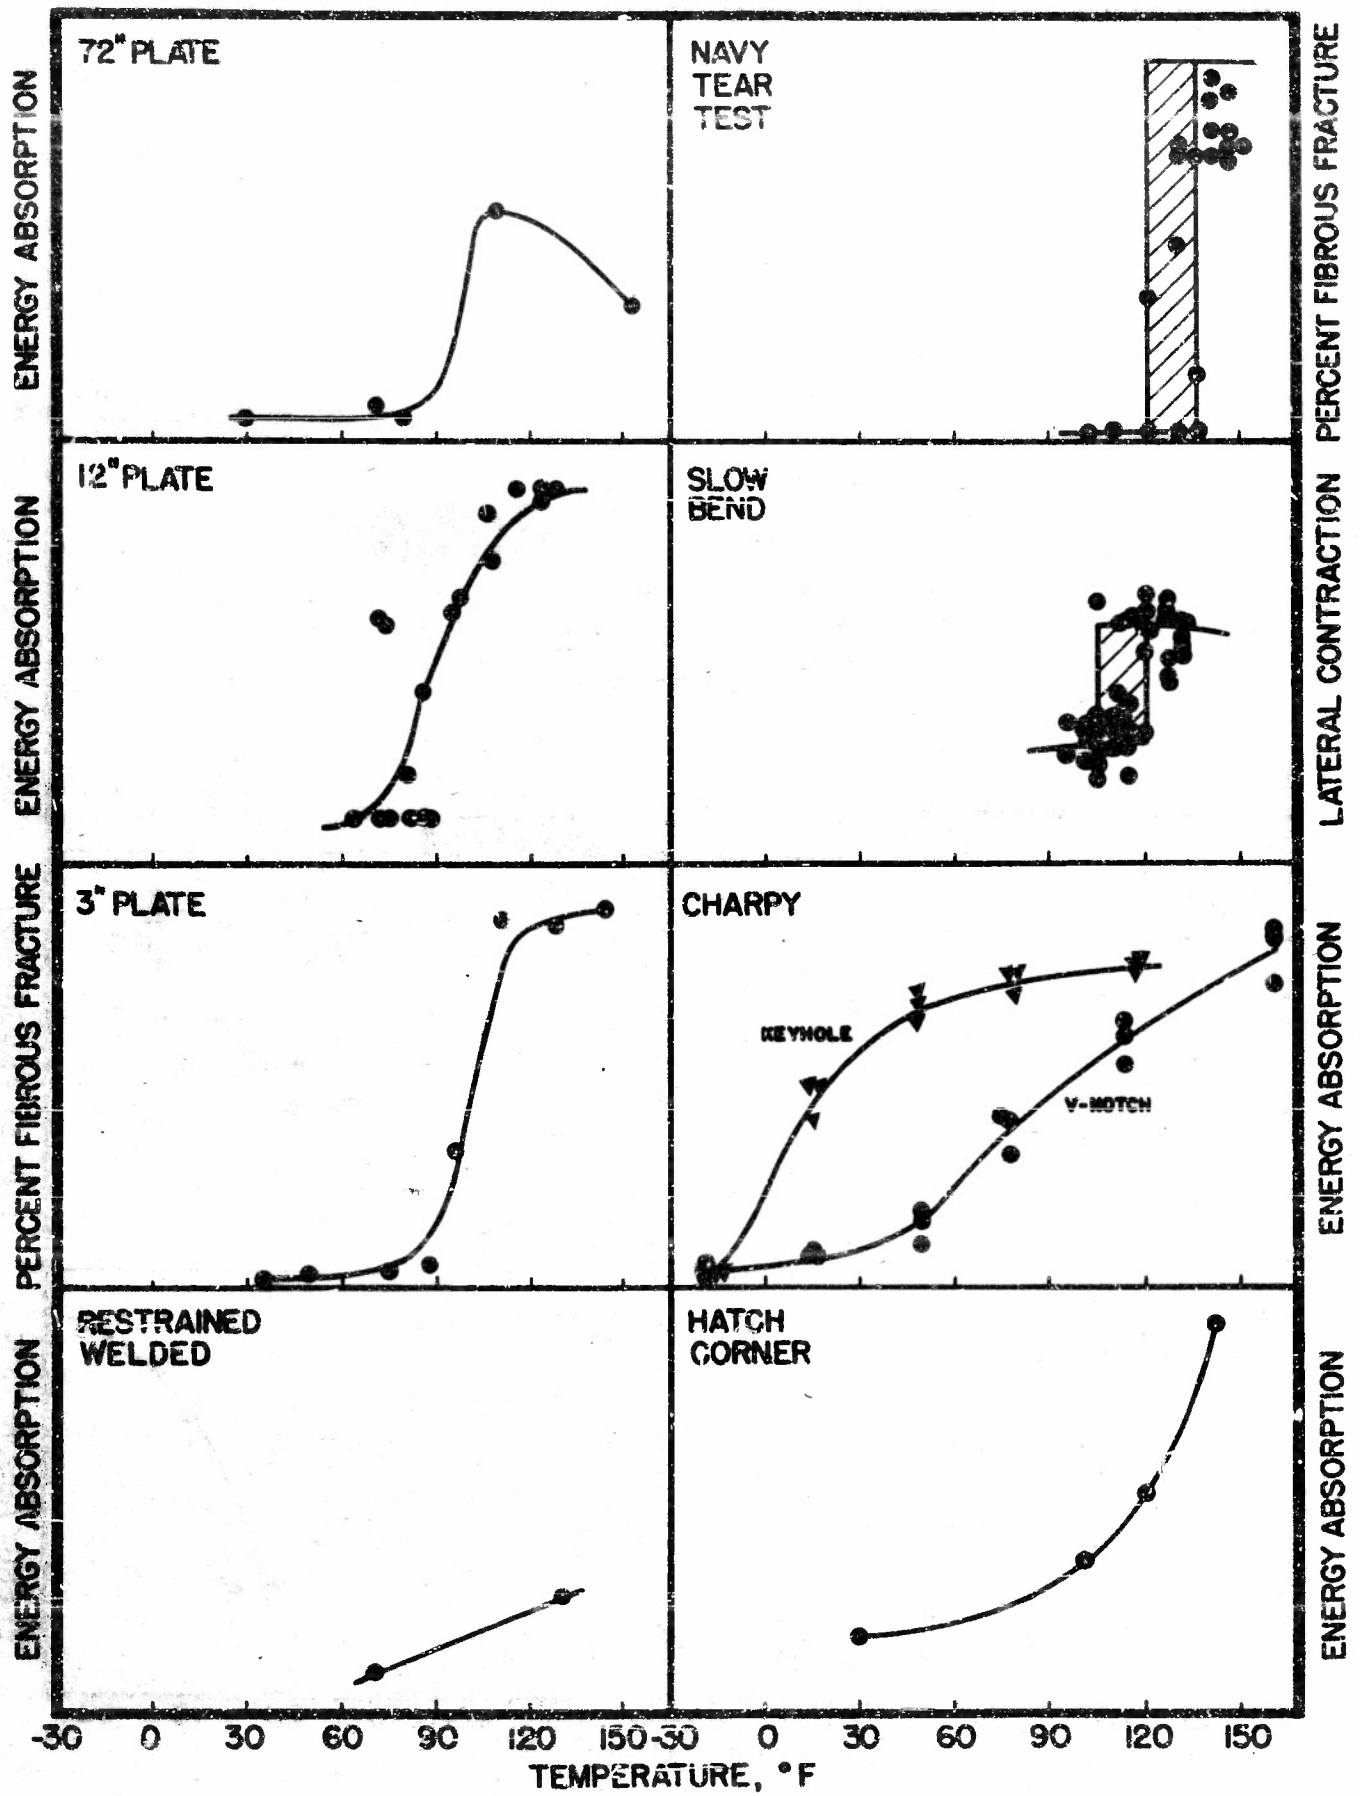 72" PLATE
ENERGY ABSORPTION
NAVY
TEAR
TEST
PERCENT FIBROUS FRACTURE
12" PLATE
ENERGY ABSORPTION
SLOW
BEND
LATERAL CONTRACTION
3" PLATE
PERCENT FIBROUS FRACTURE
CHARPY
KEYHOLE
V-NOTCH
ENERGY ABSORPTION
RESTRAINED
WELDED
ENERGY ABSORPTION
HATCH
CORNER
ENERGY ABSORPTION
-30 0 30 60 90 120 150 -30 0 30 60 90 120 150
TEMPERATURE, °F